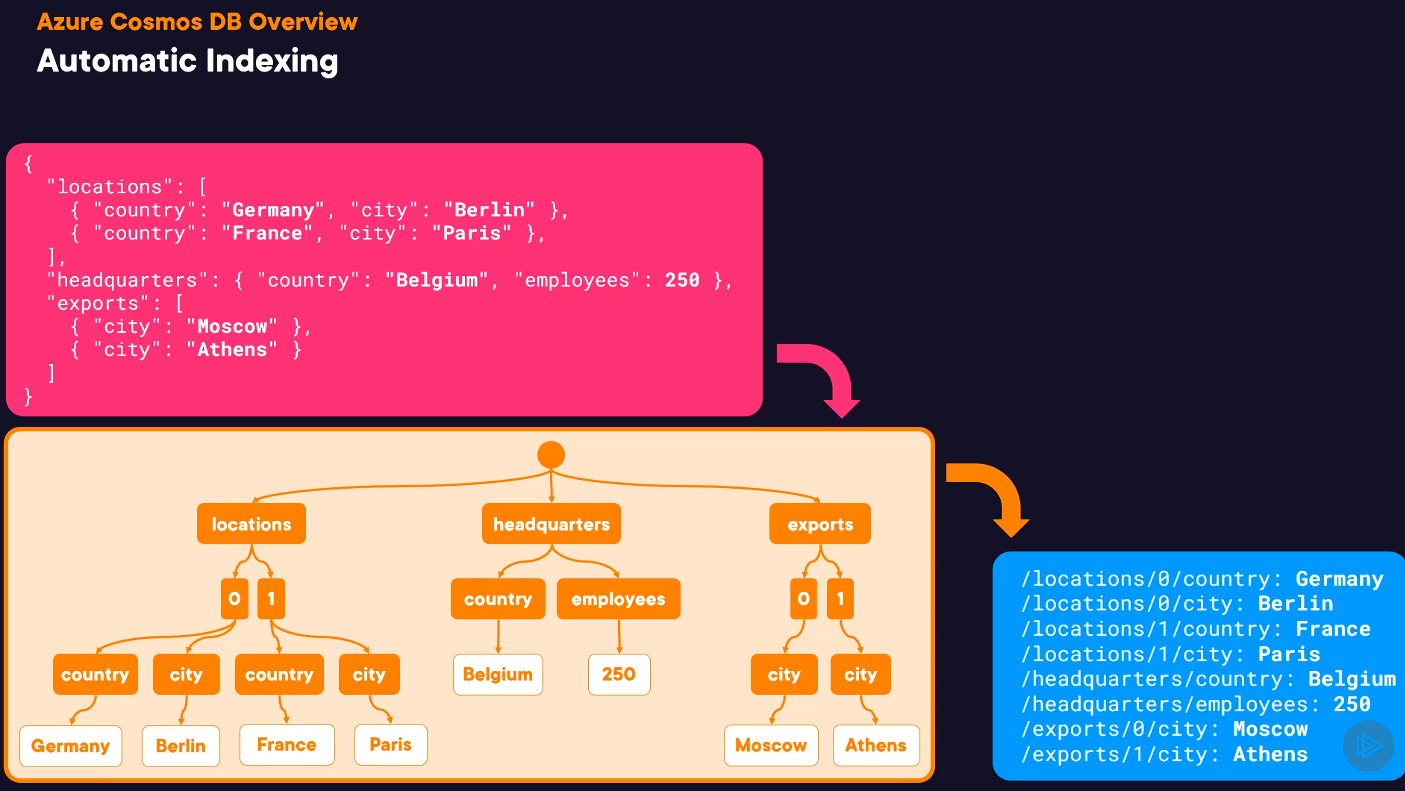 Azure Cosmos DB Overview
Automatic Indexing
{
"locations": [
{ "country": "Germany", "city": "Berlin" },
{ "country": "France", "city": "Paris" },
],
"headquarters": { "country": "Belgium", "employees": 250 },
"exports": [
{ "city": "Moscow" },
{ "city": "Athens" }
]
}
locations headquarters exports
0 1 country employees 0 1
country city country city Belgium 250 city city
Germany Berlin France Paris Moscow Athens
/locations/0/country: Germany
/locations/0/city: Berlin
/locations/1/country: France
/locations/1/city: Paris
/headquarters/country: Belgium
/headquarters/employees: 250
/exports/0/city: Moscow
/exports/1/city: Athens